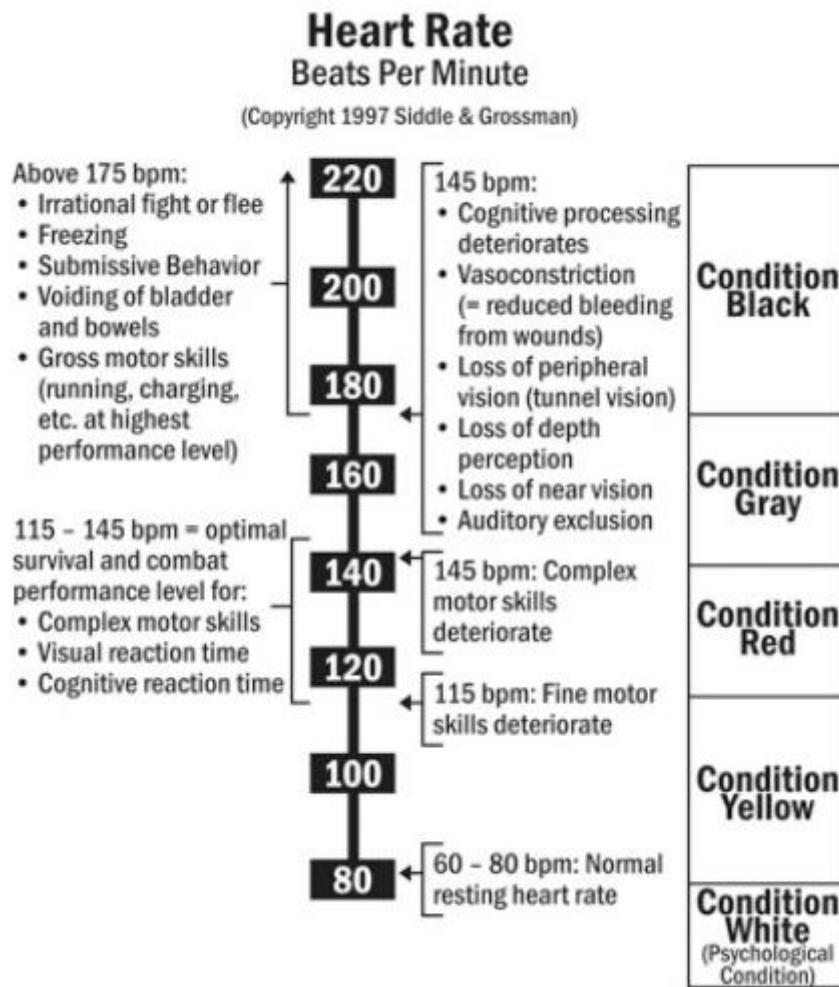 Heart Rate
Beats Per Minute
(Copyright 1997 Siddle & Grossman)
Above 175 bpm:
• Irrational fight or flee
• Freezing
• Submissive Behavior
• Voiding of bladder
and bowels
• Gross motor skills
(running, charging,
etc. at highest
performance level)
115 – 145 bpm = optimal
survival and combat
performance level for:
• Complex motor skills
• Visual reaction time
• Cognitive reaction time
220
200
180
160
140
120
100
80
145 bpm:
• Cognitive processing
deteriorates
• Vasoconstriction
(= reduced bleeding
from wounds)
• Loss of peripheral
vision (tunnel vision)
• Loss of depth
perception
• Loss of near vision
• Auditory exclusion
145 bpm: Complex
motor skills
deteriorate
115 bpm: Fine motor
skills deteriorate
60 – 80 bpm: Normal
resting heart rate
Condition
Black
Condition
Gray
Condition
Red
Condition
Yellow
Condition
White
(Psychological
Condition)